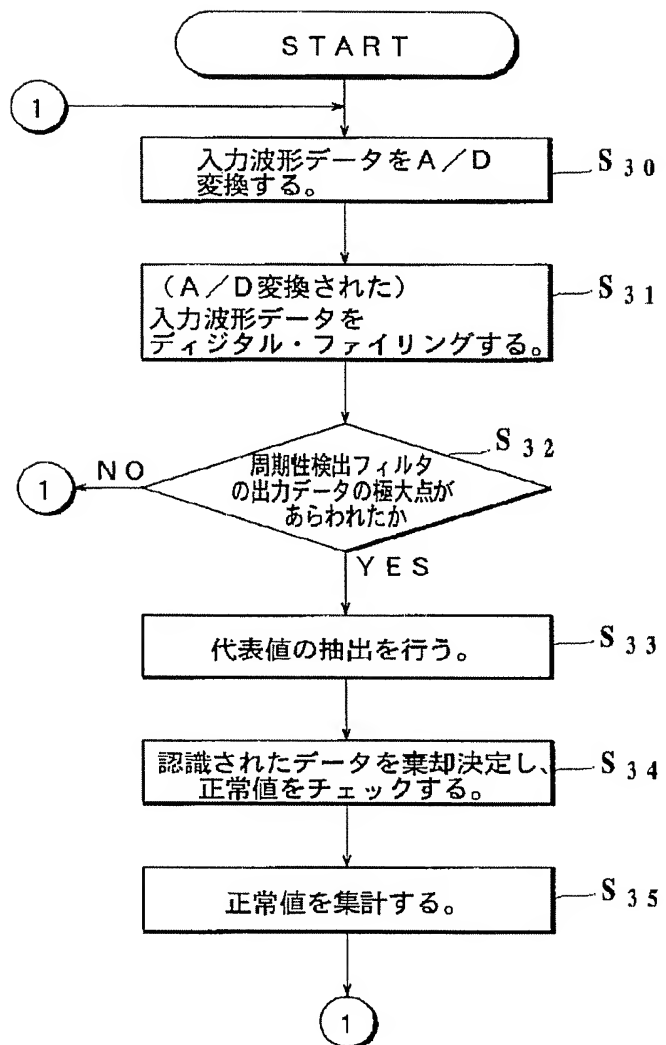 START
1
入力波形データをA/D
変換する。
S30
(A/D変換された)
入力波形データを
ディジタル・ファイリングする。
S31
周期性検出フィルタ
の出力データの極大点が
あらわれたか
S32
NO
1
YES
代表値の抽出を行う。
S33
認識されたデータを棄却決定し、
正常値をチェックする。
S34
正常値を集計する。
S35
1